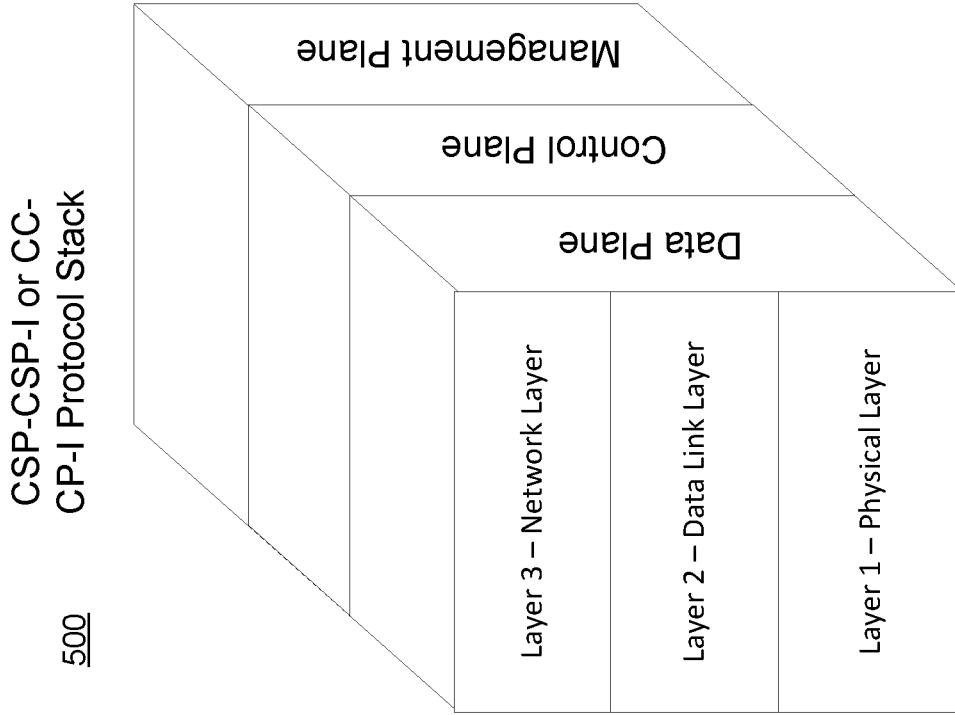 500
CSP-CSP-I or CC-
CP-I Protocol Stack
Management Plane
Control Plane
Data Plane
Layer 3 – Network Layer
Layer 2 – Data Link Layer
Layer 1 – Physical Layer